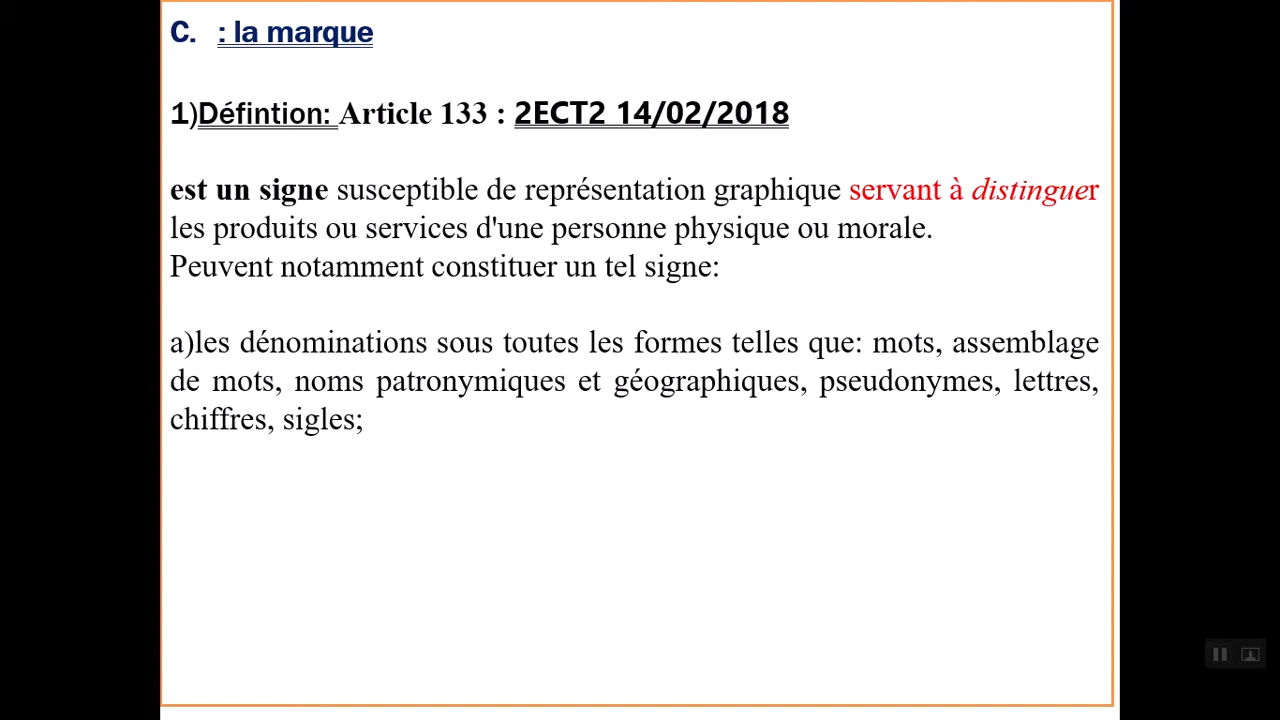 C. : la marque
1)Défintion: Article 133 : 2ECT2 14/02/2018
est un signe susceptible de représentation graphique servant à distinguer
les produits ou services d'une personne physique ou morale.
Peuvent notamment constituer un tel signe:
a)les dénominations sous toutes les formes telles que: mots, assemblage
de mots, noms patronymiques et géographiques, pseudonymes, lettres,
chiffres, sigles;